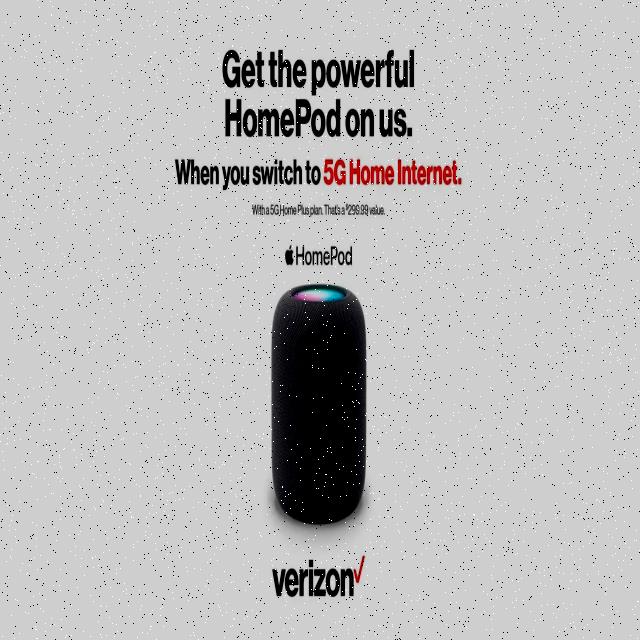 Get the powerful
HomePod on us.
When you switch to 5G Home Internet.
With a 5G Home Plus plan. That's a $299.99 value.
HomePod
verizon